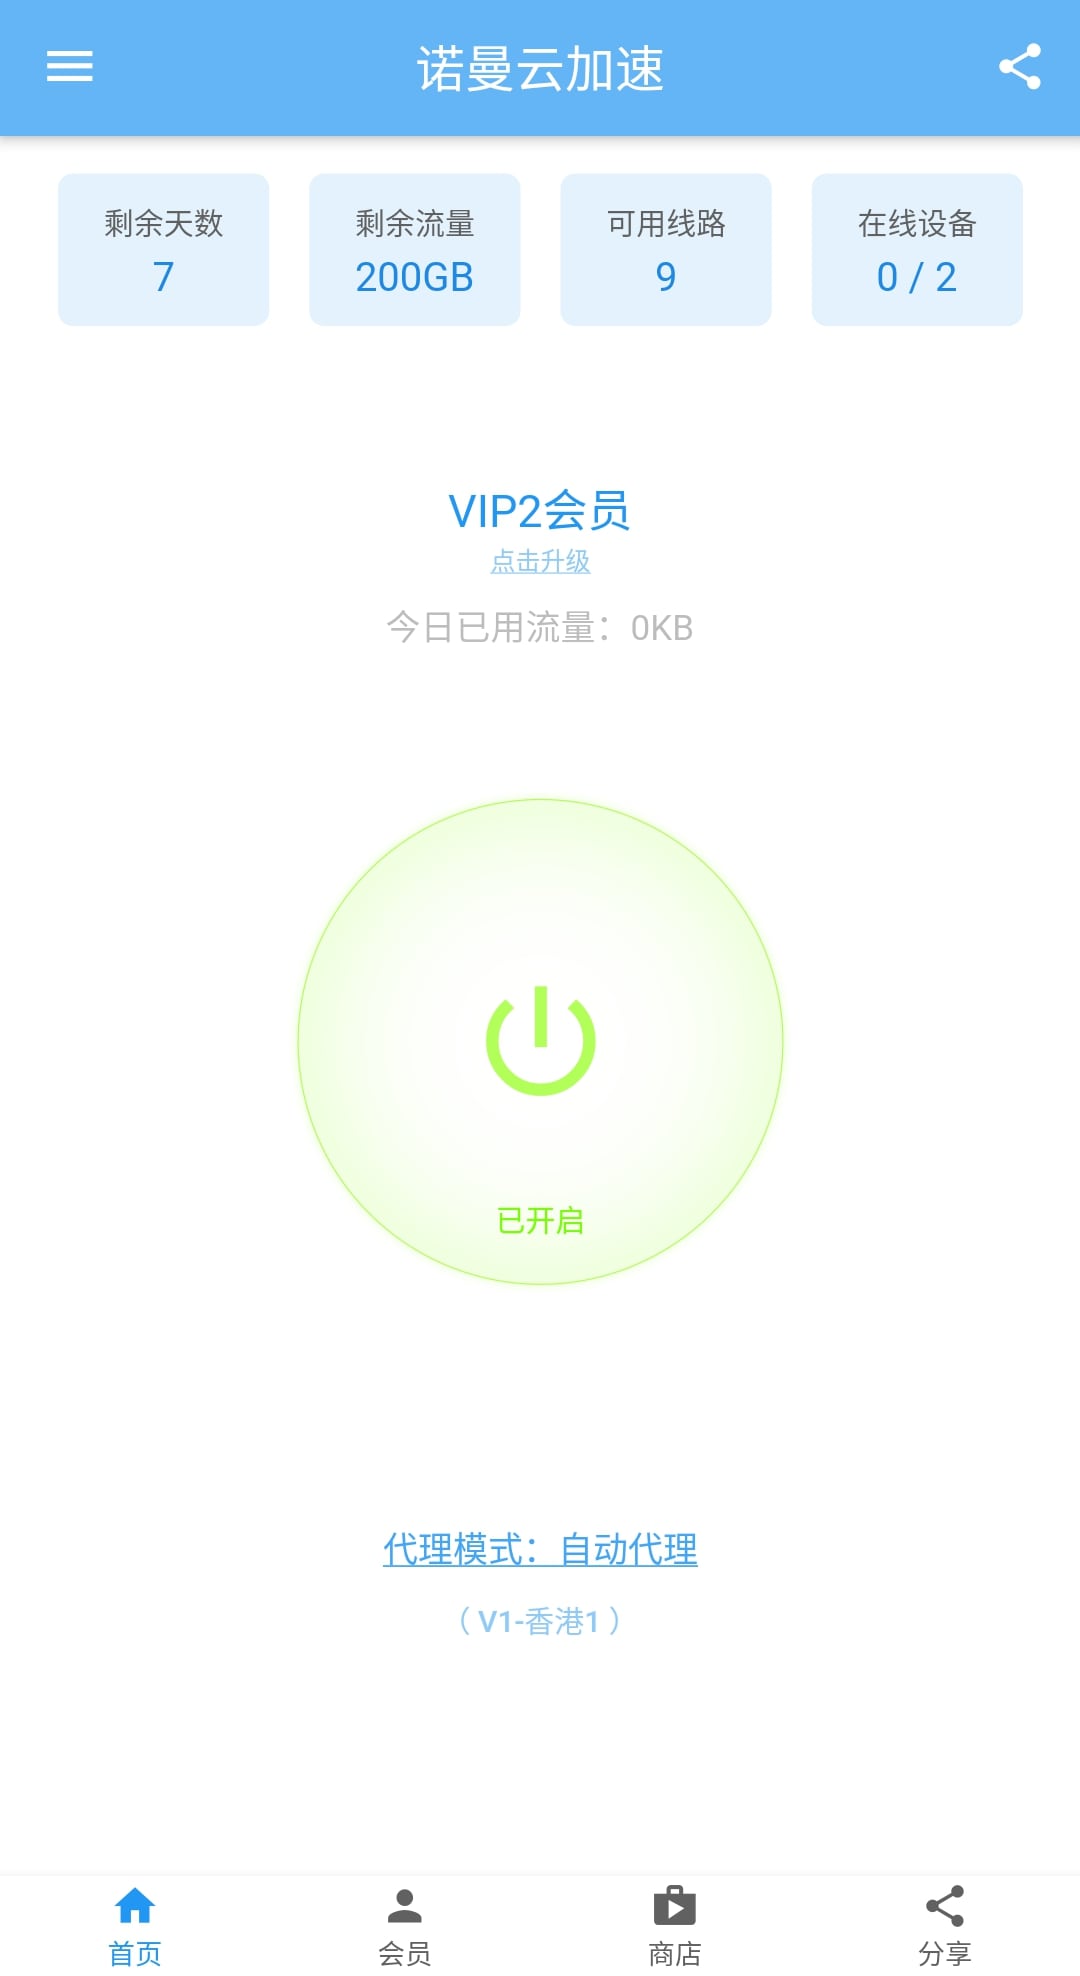 诺曼云加速
剩余天数
7
剩余流量
200GB
可用线路
9
在线设备
0 / 2
VIP2会员
点击升级
今日已用流量：0KB
已开启
代理模式：自动代理
（ V1-香港1 ）
首页
会员
商店
分享